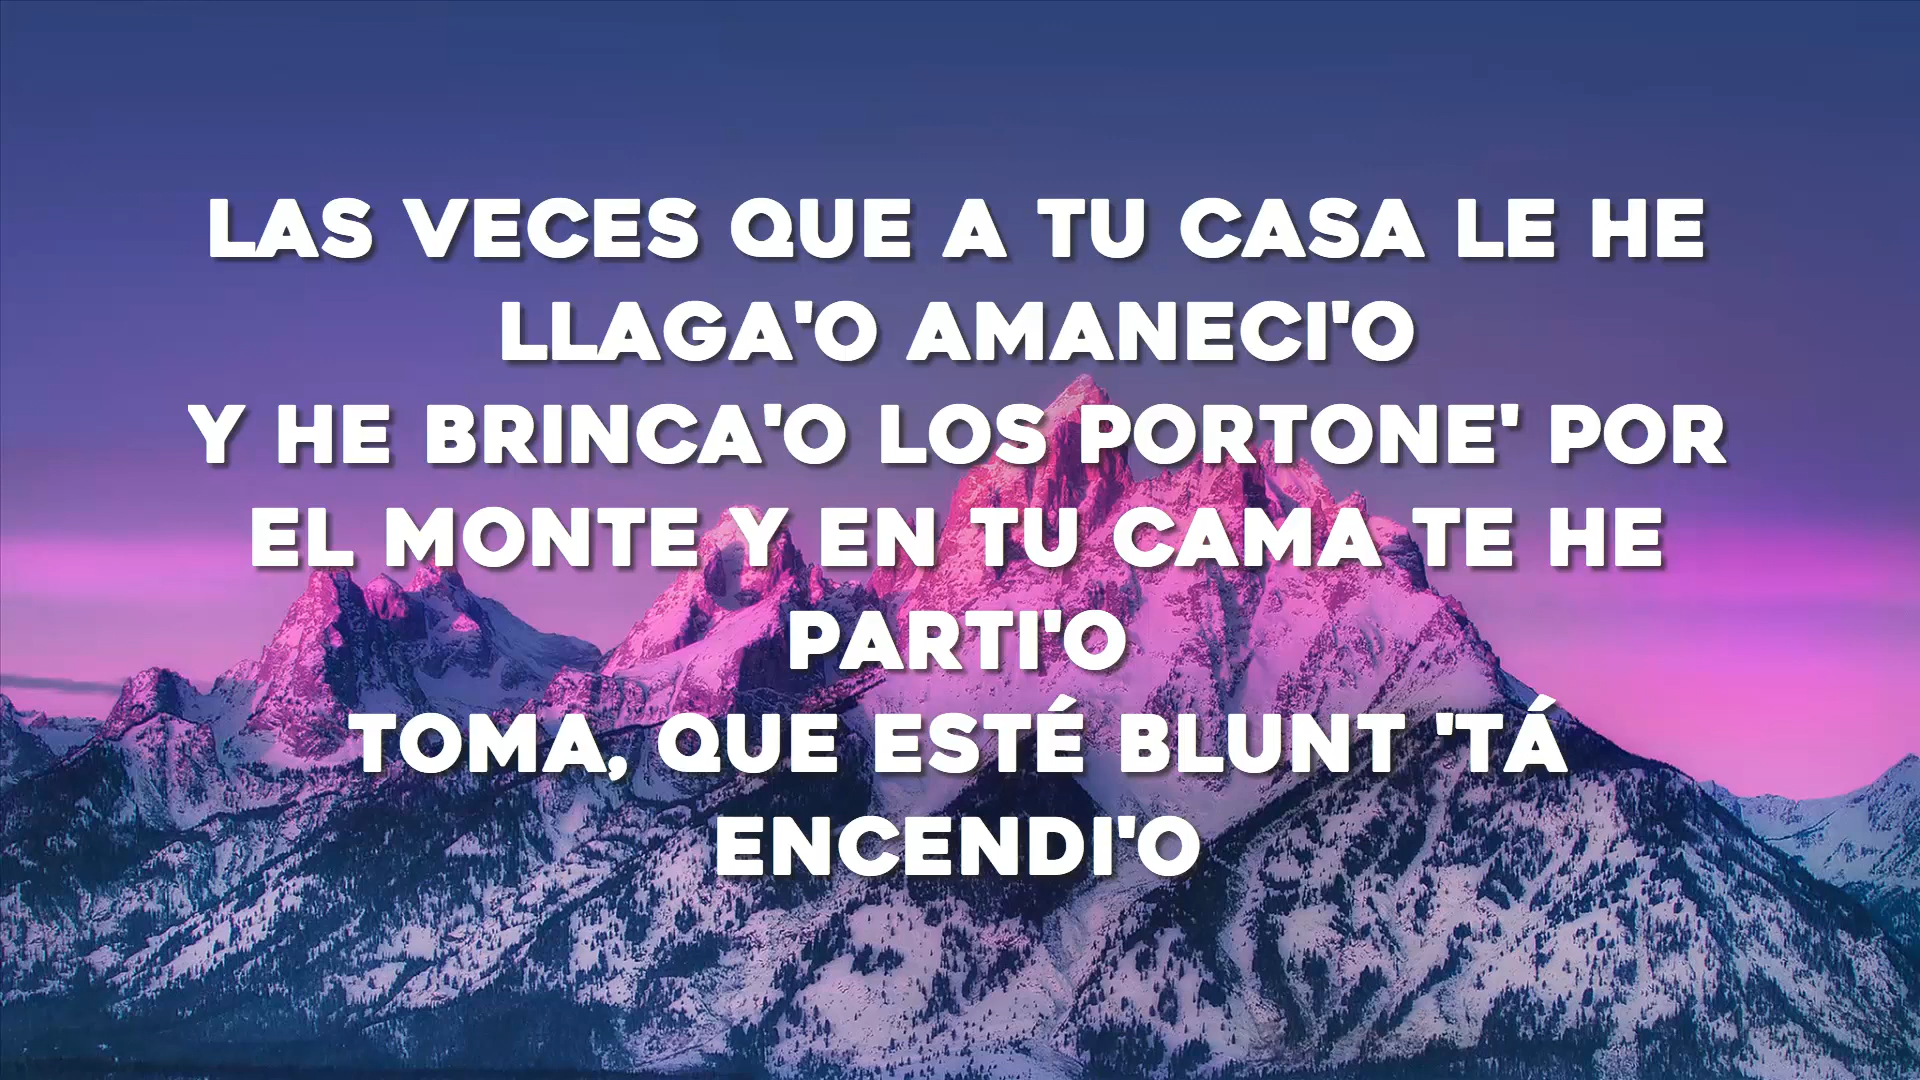 LAS VECES QUE A TU CASA LE HE
LLAGA'O AMANECI'O
Y HE BRINCA'O LOS PORTONE' POR
EL MONTE Y EN TU CAMA TE HE
PARTI'O
TOMA, QUE ESTÉ BLUNT 'TÁ
ENCENDI'O